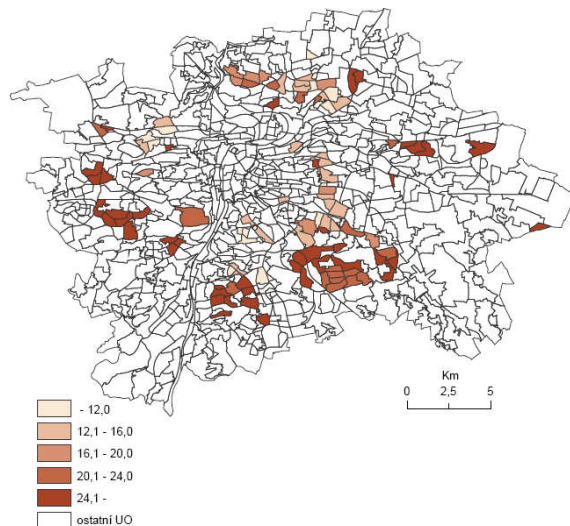 Km
0 2,5 5
- 12,0
12,1 - 16,0
16,1 - 20,0
20,1 - 24,0
24,1 -
ostatní UO